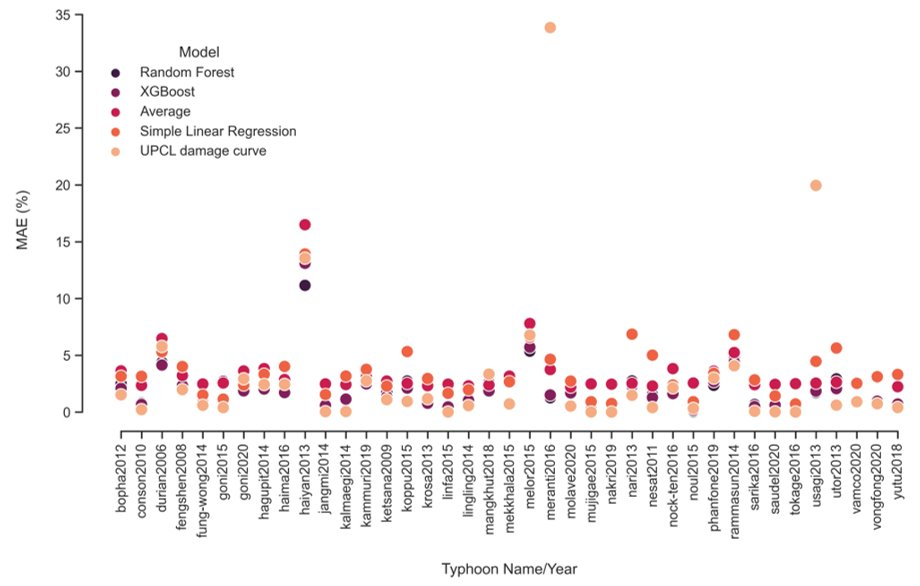 35
30
25
20
15
10
5
0
MAE (%)
Model
Random Forest
XGBoost
Average
Simple Linear Regression
UPCL damage curve
bopha2012
conson2010
durian2006
fengshen2008
fung-wong2014
goni2015
goni2020
hagupit2014
haima2016
haiyan2013
jangmi2014
kalmaegi2014
kammuri2019
ketsana2009
koppu2015
krosa2013
linfa2015
lingling2014
mangkhut2018
mekkhala2015
melor2015
meranti2016
molave2020
mujigae2015
nakri2019
nari2013
nesat2011
nock-ten2016
noul2015
phanfone2019
rammasun2014
sarika2016
saudel2020
tokage2016
usagi2013
utor2013
vamco2020
vongfong2020
yutu2018
Typhoon Name/Year